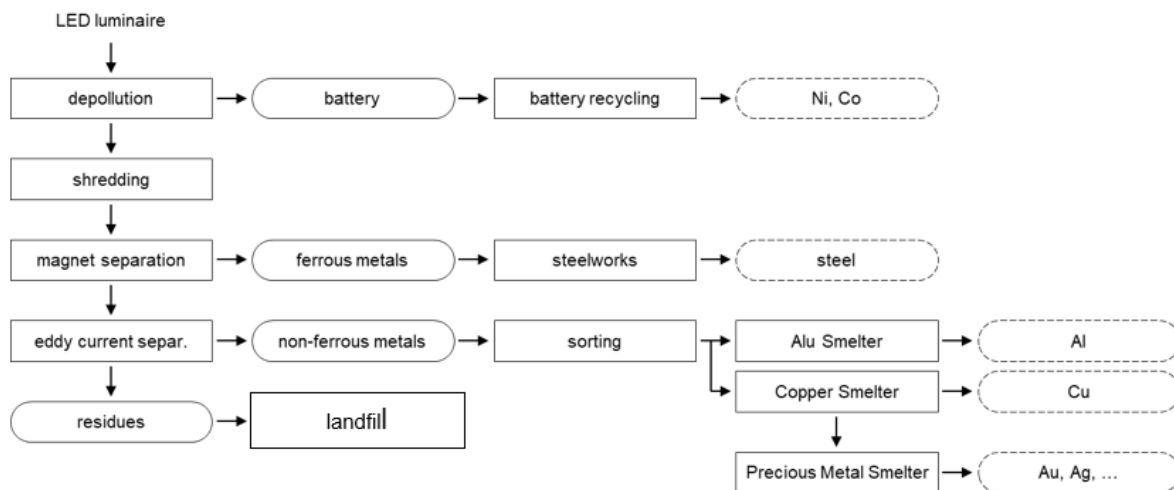 LED luminaire
depollution
battery
battery recycling
Ni, Co
shredding
magnet separation
ferrous metals
steelworks
steel
eddy current separ.
non-ferrous metals
sorting
Alu Smelter
Al
Copper Smelter
Cu
residues
landfill
Precious Metal Smelter
Au, Ag, ...